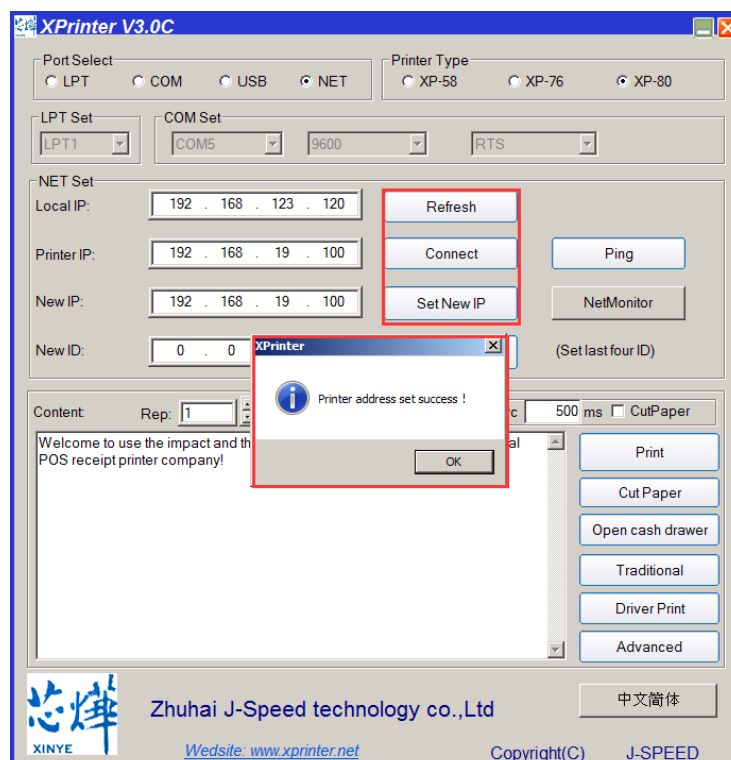 XPrinter V3.0C
Port Select
LPT COM USB NET
Printer Type
XP-58 XP-76 XP-80
LPT Set
LPT1
COM Set
COM5 9600 RTS
NET Set
Local IP: 192 . 168 . 123 . 120 Refresh
Printer IP: 192 . 168 . 19 . 100 Connect Ping
New IP: 192 . 168 . 19 . 100 Set New IP NetMonitor
New ID: 0 . 0 (Set last four ID)
XPrinter
Printer address set success !
OK
Content: Rep: 1 500 ms CutPaper
Welcome to use the impact and th al
POS receipt printer company!
Print
Cut Paper
Open cash drawer
Traditional
Driver Print
Advanced
芯烨
XINYE
Zhuhai J-Speed technology co.,Ltd
中文简体
Wedsite: www.xprinter.net
Copyright(C) J-SPEED